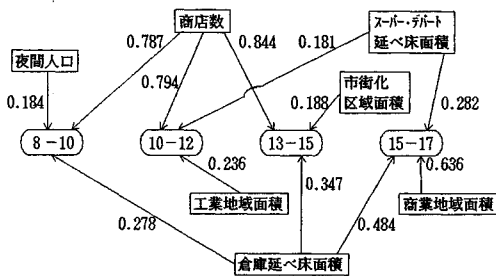 商店数
スーパー・デパート
延べ床面積
0.787
0.844
0.181
夜間人口
0.794
市街化
区域面積
0.184
0.188
0.282
8-10
10-12
13-15
15-17
0.236
0.636
0.347
工業地域面積
商業地域面積
0.278
0.484
倉庫延べ床面積